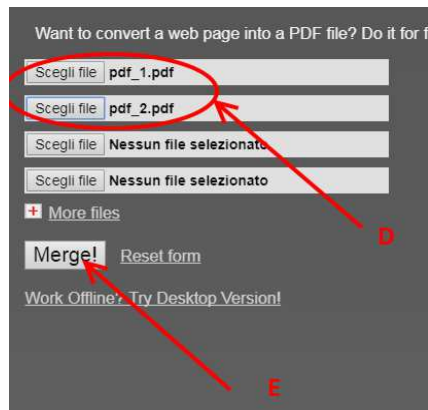 Want to convert a web page into a PDF file? Do it for f
Scegli file pdf_1.pdf
Scegli file pdf_2.pdf
Scegli file Nessun file selezionato
Scegli file Nessun file selezionato
+ More files
D
Merge! Reset form
Work Offline? Try Desktop Version!
E